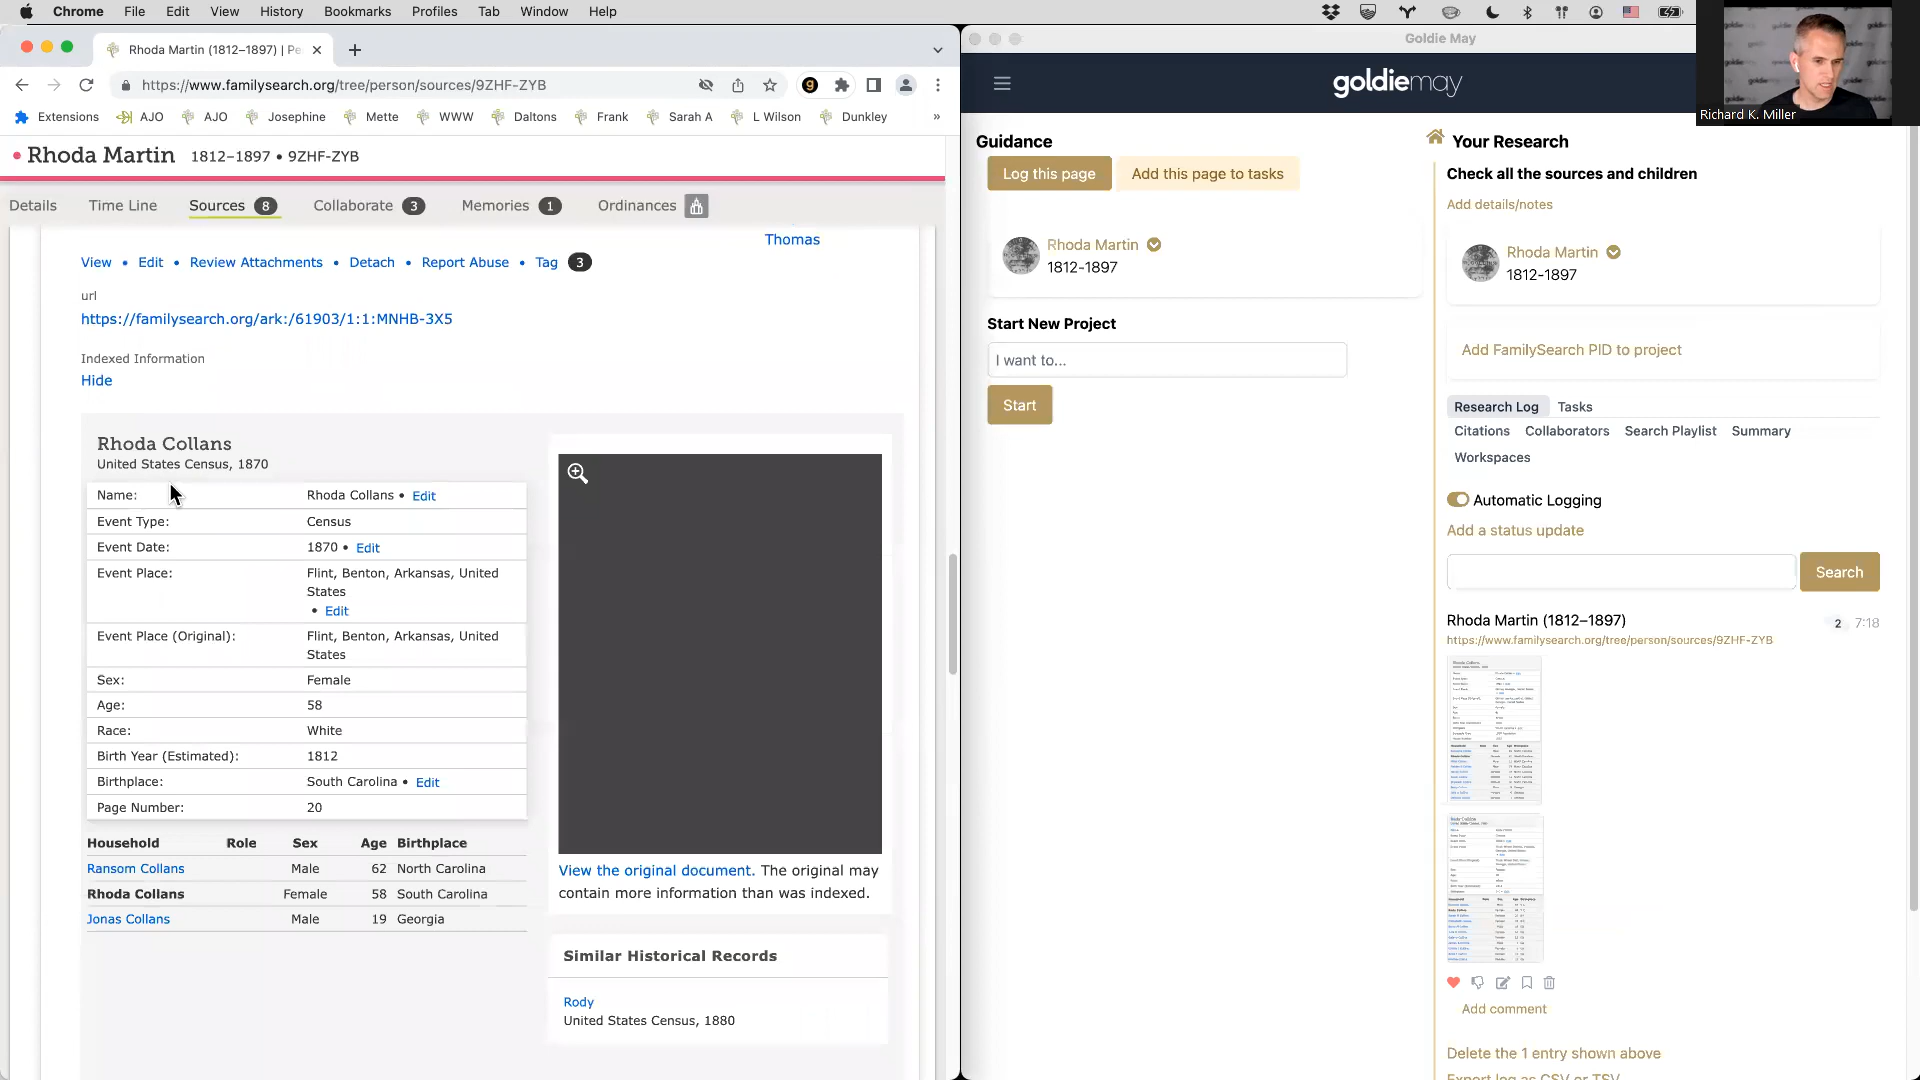 Chrome File Edit View History Bookmarks Profiles Tab Window Help
Rhoda Martin (1812–1897) | Pe
https://www.familysearch.org/tree/person/sources/9ZHF-ZYB
Extensions AJO AJO Josephine Mette WWW Daltons Frank Sarah A L Wilson Dunkley »
Rhoda Martin 1812–1897 • 9ZHF-ZYB
Details Time Line Sources 8 Collaborate 3 Memories 1 Ordinances
Thomas
View • Edit • Review Attachments • Detach • Report Abuse • Tag 3
url
https://familysearch.org/ark:/61903/1:1:MNHB-3X5
Indexed Information
Hide
Rhoda Collans
United States Census, 1870
Name: Rhoda Collans • Edit
Event Type: Census
Event Date: 1870 • Edit
Event Place: Flint, Benton, Arkansas, United
States
• Edit
Event Place (Original): Flint, Benton, Arkansas, United
States
Sex: Female
Age: 58
Race: White
Birth Year (Estimated): 1812
Birthplace: South Carolina • Edit
Page Number: 20
Household Role Sex Age Birthplace
Ransom Collans Male 62 North Carolina
Rhoda Collans Female 58 South Carolina
Jonas Collans Male 19 Georgia
View the original document. The original may
contain more information than was indexed.
Similar Historical Records
Rody
United States Census, 1880
Goldie May
goldiemay
Richard K. Miller
Guidance
Log this page Add this page to tasks
Rhoda Martin
1812-1897
Start New Project
I want to...
Start
Your Research
Check all the sources and children
Add details/notes
Rhoda Martin
1812-1897
Add FamilySearch PID to project
Research Log Tasks
Citations Collaborators Search Playlist Summary
Workspaces
Automatic Logging
Add a status update
Search
Rhoda Martin (1812–1897) 2 7:18
https://www.familysearch.org/tree/person/sources/9ZHF-ZYB
Add comment
Delete the 1 entry shown above
Export log as CSV or TSV